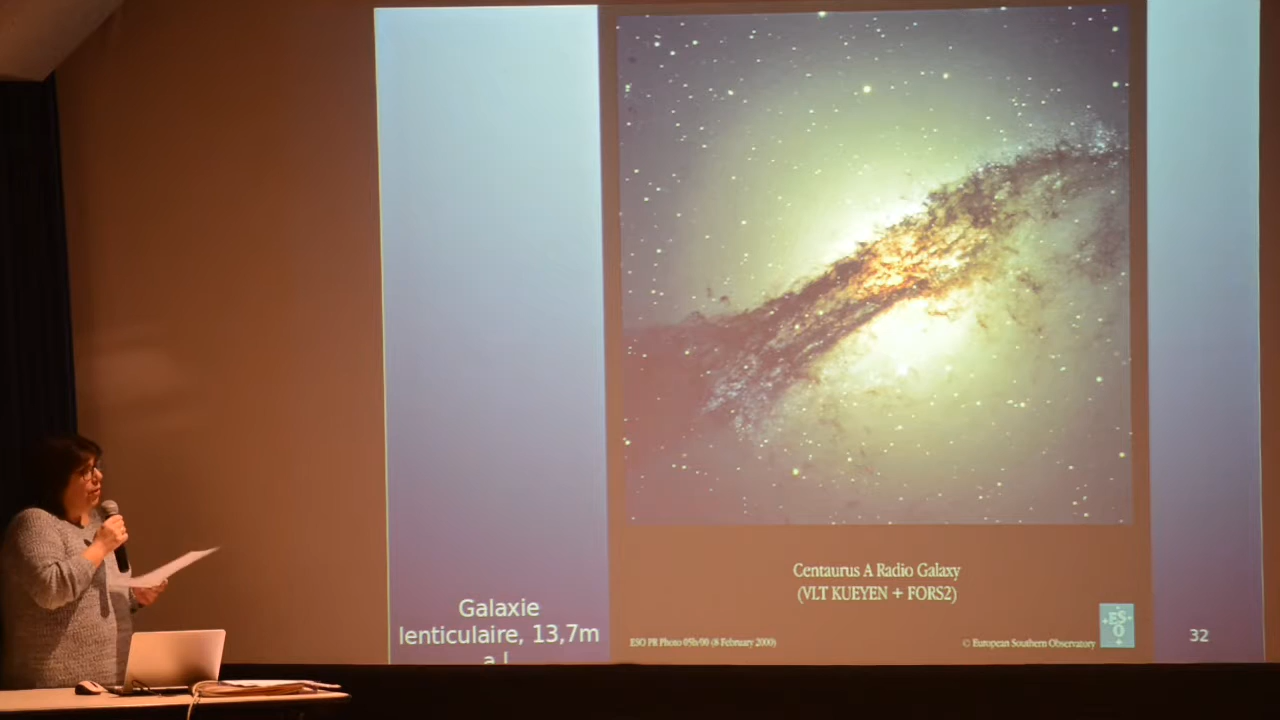 Centaurus A Radio Galaxy
(VLT KUEYEN + FORS2)
Galaxie
lenticulaire, 13,7m
a l
ESO PR Photo 05b/00 (8 February 2000)
© European Southern Observatory
ESO
32